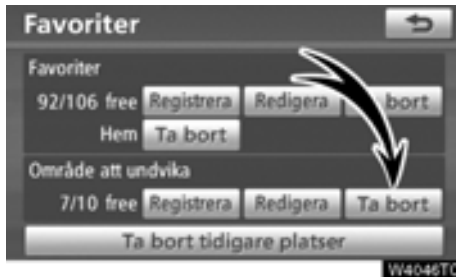 Favoriter
Favoriter
92/106 free Registrera Redigera bort
Hem Ta bort
Område att undvika
7/10 free Registrera Redigera Ta bort
Ta bort tidigare platser
W4046TC